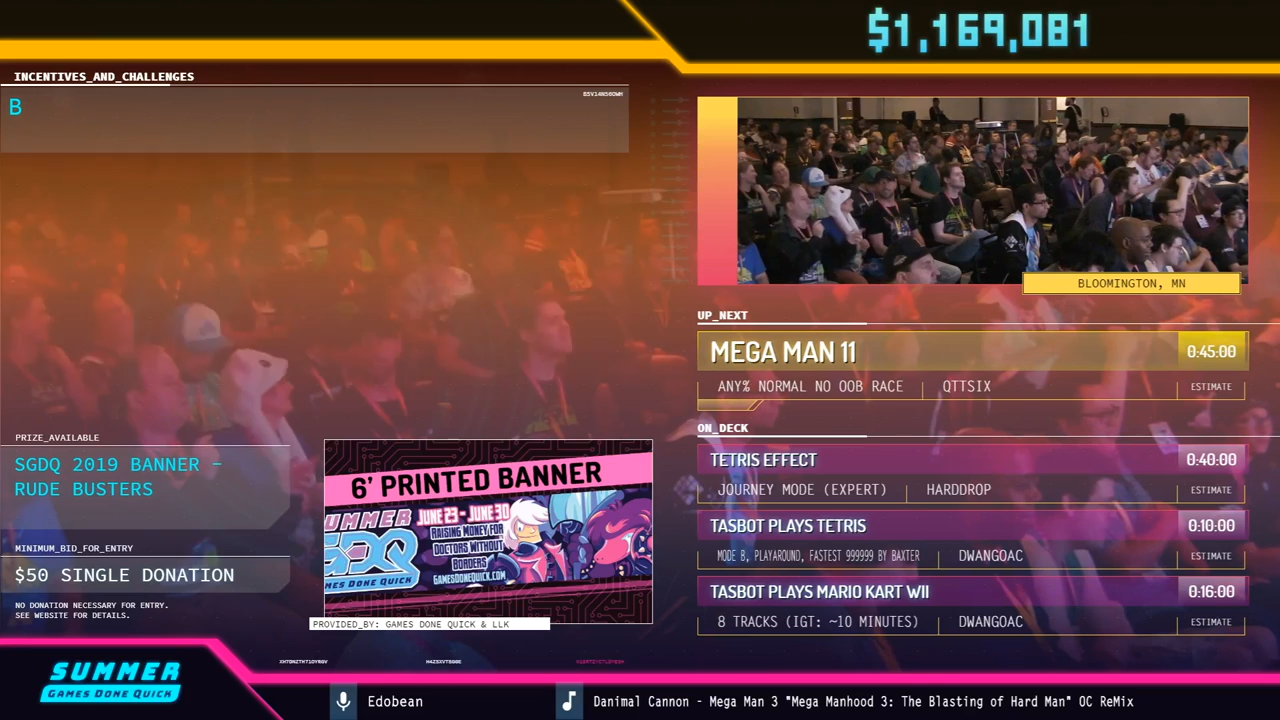 $1,169,081
INCENTIVES_AND_CHALLENGES
B
BLOOMINGTON, MN
UP_NEXT
MEGA MAN 11
0:45:00
ANY% NORMAL NO OOB RACE
QTTSIX
ESTIMATE
ON_DECK
TETRIS EFFECT
0:40:00
JOURNEY MODE (EXPERT)
HARDDROP
ESTIMATE
TASBOT PLAYS TETRIS
0:10:00
MODE B, PLAYAROUND, FASTEST 999999 BY BAXTER
DWANGOAC
ESTIMATE
TASBOT PLAYS MARIO KART WII
0:16:00
8 TRACKS (IGT: ~10 MINUTES)
DWANGOAC
ESTIMATE
PRIZE_AVAILABLE
SGDQ 2019 BANNER -
RUDE BUSTERS
MINIMUM_BID_FOR_ENTRY
$50 SINGLE DONATION
NO DONATION NECESSARY FOR ENTRY.
SEE WEBSITE FOR DETAILS.
6' PRINTED BANNER
UMMER
GDQ
MES DONE QUICK
JUNE 23 - JUNE 30
RAISING MONEY FOR
DOCTORS WITHOUT
BORDERS
GAMESDONEQUICK.COM
PROVIDED_BY: GAMES DONE QUICK & LLK
SUMMER
GAMES DONE QUICK
Edobean
Danimal Cannon - Mega Man 3 "Mega Manhood 3: The Blasting of Hard Man" OC ReMix